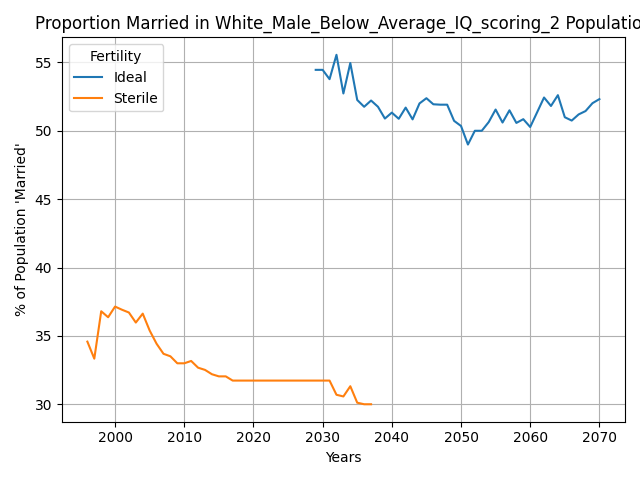 Proportion Married in White_Male_Below_Average_IQ_scoring_2 Populatio
Fertility
Ideal
Sterile
% of Population 'Married'
55
50
45
40
35
30
2000 2010 2020 2030 2040 2050 2060 2070
Years